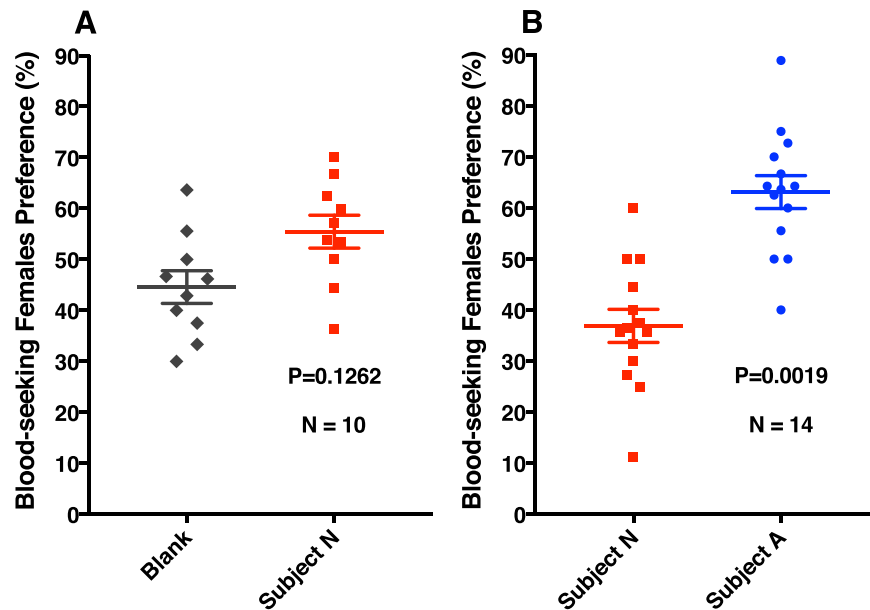 A
Blood-seeking Females Preference (%)
90
80
70
60
50
40
30
20
10
0
P=0.1262
N = 10
Blank
Subject N
B
Blood-seeking Females Preference (%)
90
80
70
60
50
40
30
20
10
0
P=0.0019
N = 14
Subject N
Subject A